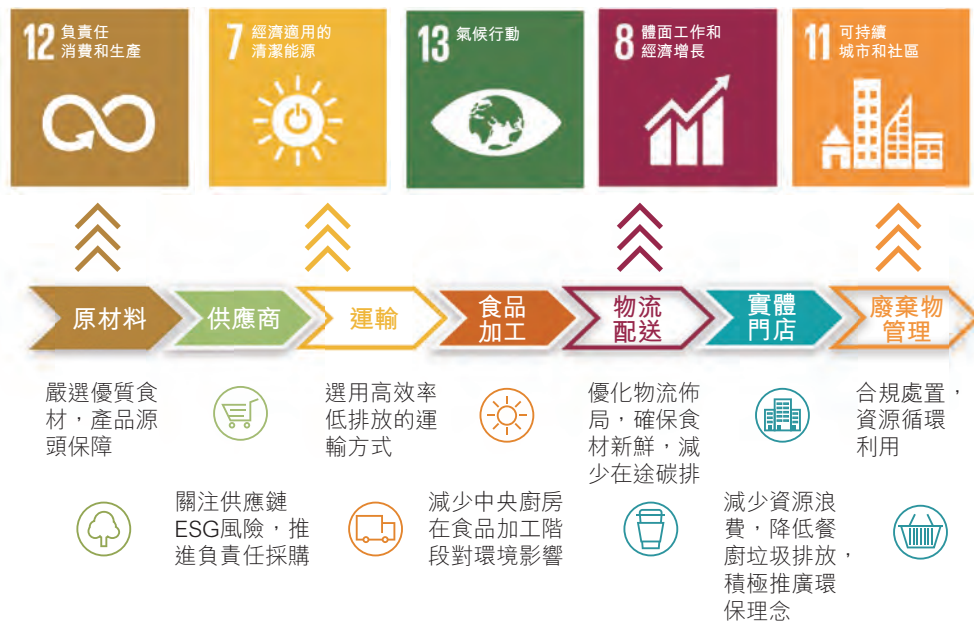 12 負責任
消費和生產
7 經濟適用的
清潔能源
13 氣候行動
8 體面工作和
經濟增長
11 可持續
城市和社區
原材料
供應商
運輸
食品
加工
物流
配送
實體
門店
廢棄物
管理
嚴選優質食
材，產品源
頭保障
選用高效率
低排放的運
輸方式
優化物流佈
局，確保食
材新鮮，減
少在途碳排
合規處置，
資源循環
利用
關注供應鏈
ESG風險，推
進負責任採購
減少中央廚房
在食品加工階
段對環境影響
減少資源浪
費，降低餐
廚垃圾排放，
積極推廣環
保理念